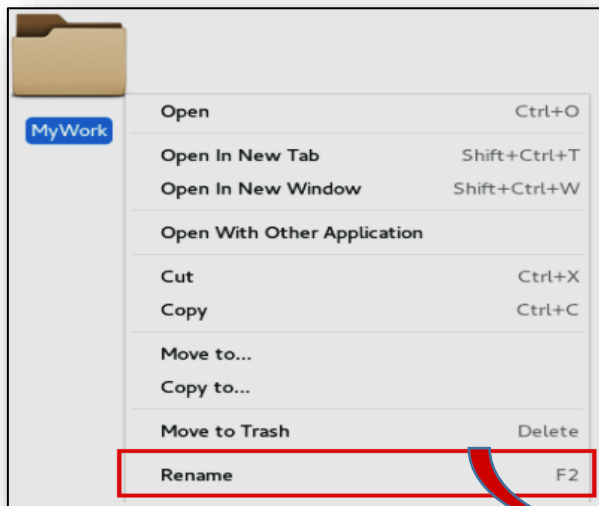 MyWork
Open Ctrl+O
Open In New Tab Shift+Ctrl+T
Open In New Window Shift+Ctrl+W
Open With Other Application
Cut Ctrl+X
Copy Ctrl+C
Move to...
Copy to...
Move to Trash Delete
Rename F2